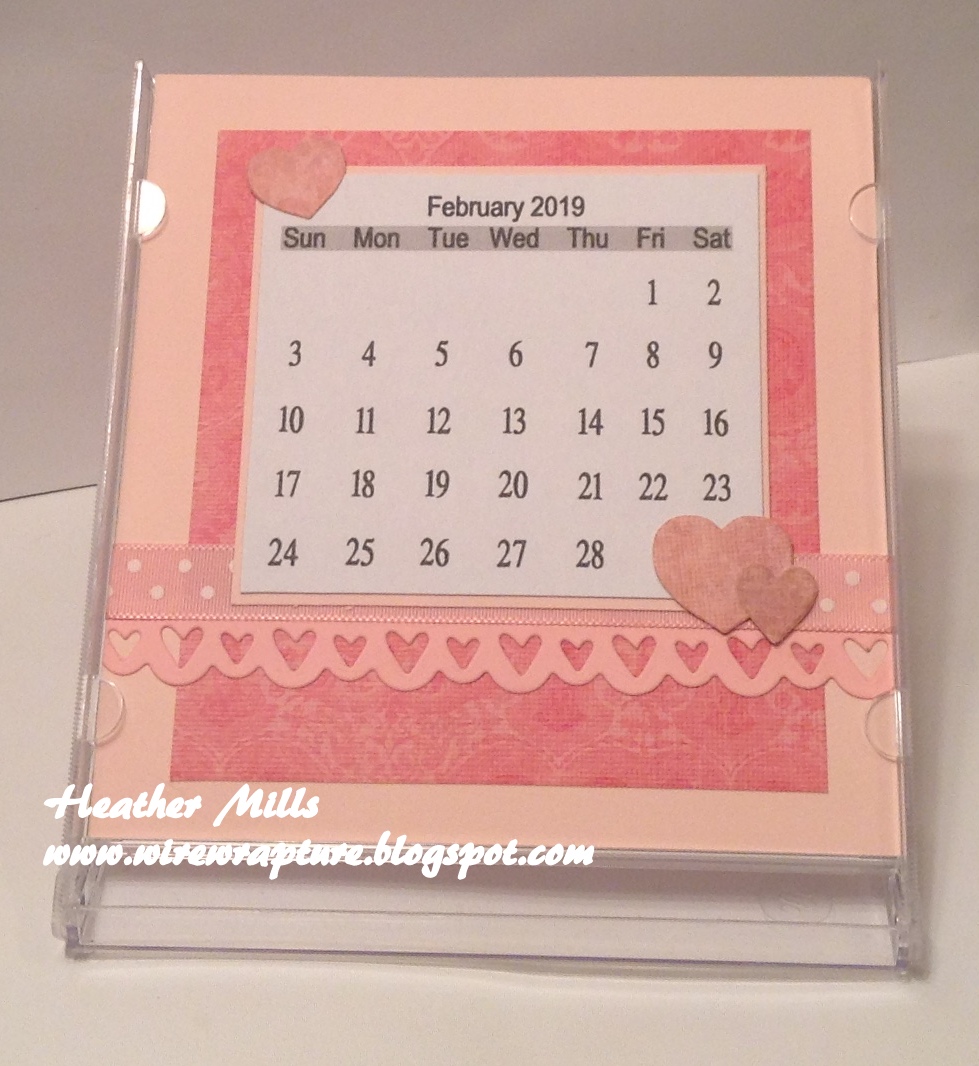 February 2019
Sun Mon Tue Wed Thu Fri Sat
1 2
3 4 5 6 7 8 9
10 11 12 13 14 15 16
17 18 19 20 21 22 23
24 25 26 27 28
Heather Mills
www.wirewrapture.blogspot.com